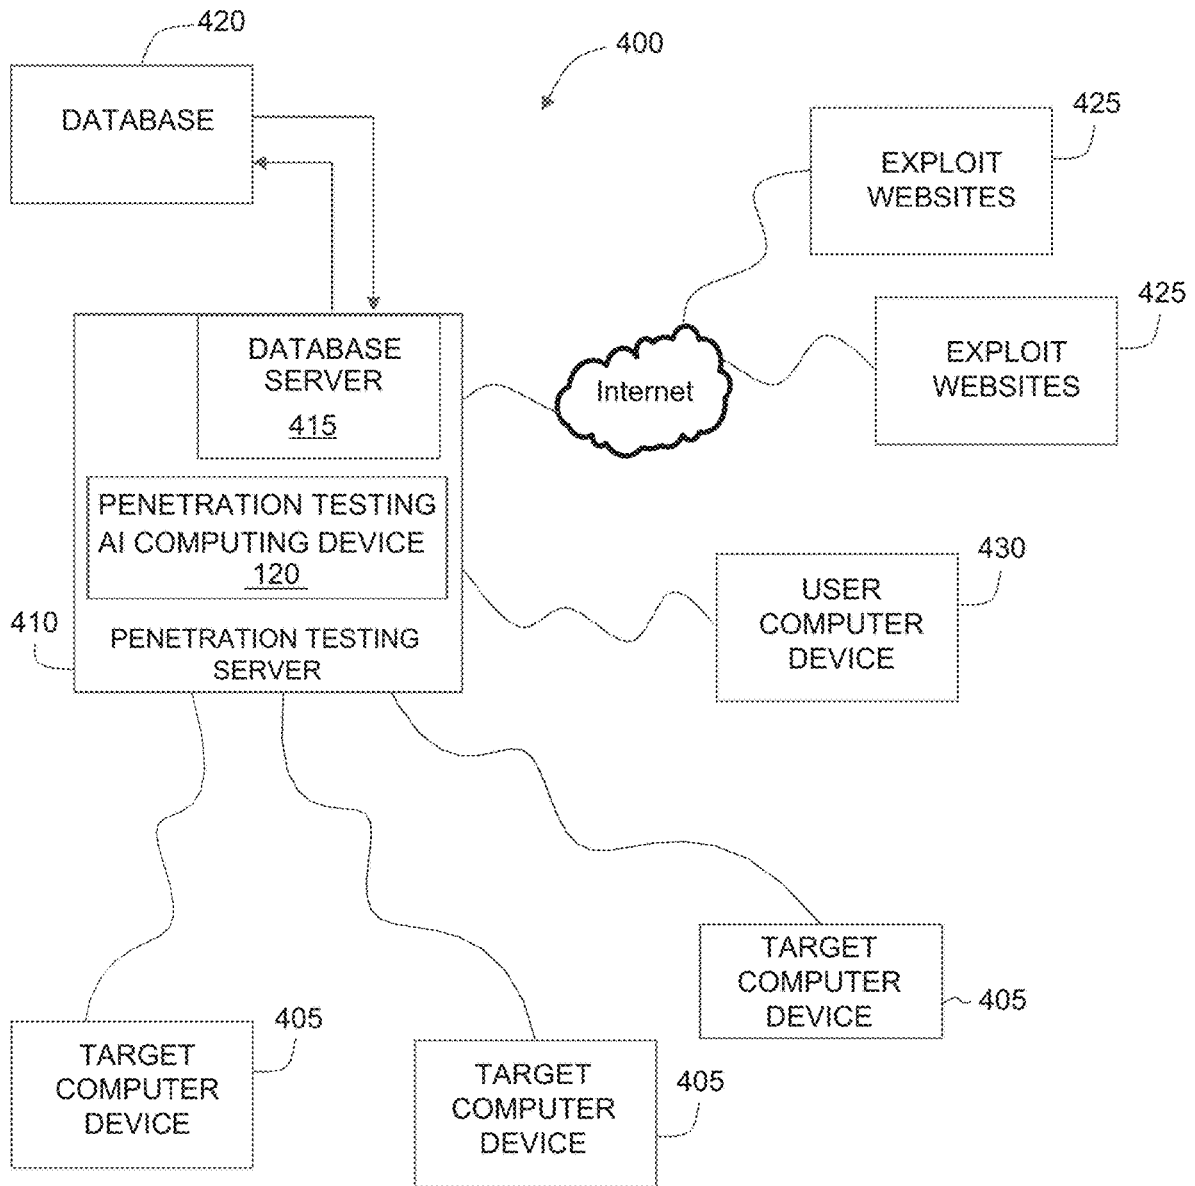 420
400
DATABASE
425
EXPLOIT
WEBSITES
425
EXPLOIT
WEBSITES
DATABASE
SERVER
415
Internet
PENETRATION TESTING
AI COMPUTING DEVICE
120
410
PENETRATION TESTING
SERVER
430
USER
COMPUTER
DEVICE
TARGET
COMPUTER
DEVICE
405
405
TARGET
COMPUTER
DEVICE
TARGET
COMPUTER
DEVICE
405